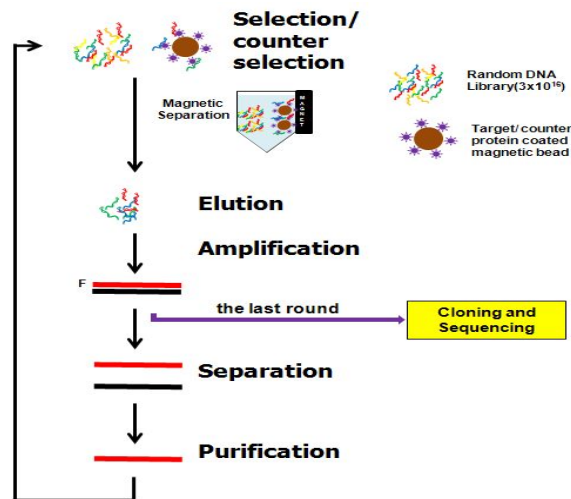 Selection/
counter
selection
Magnetic
Separation
MAGNET
Random DNA
Library(3x10¹⁶)
Target/ counter
protein coated
magnetic bead
Elution
Amplification
F
the last round
Cloning and
Sequencing
Separation
Purification